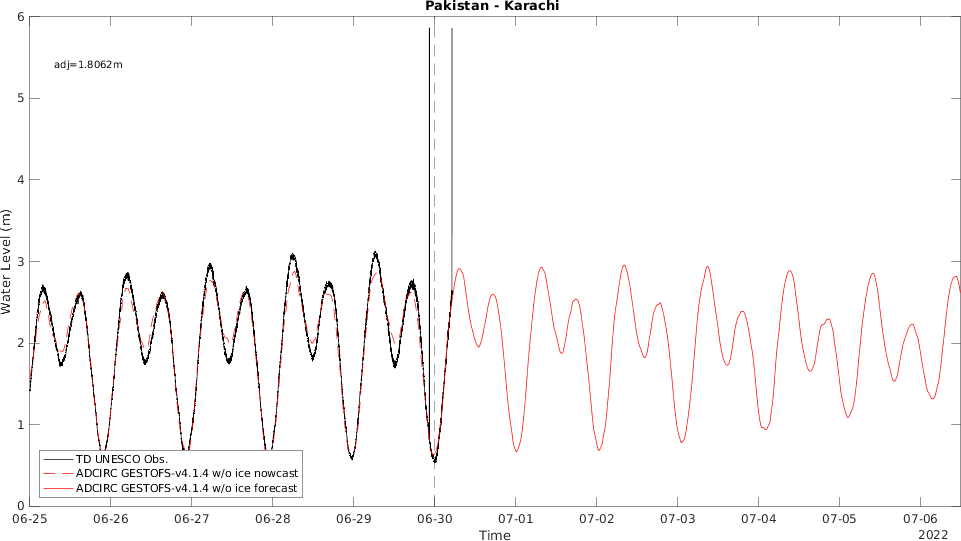 Pakistan - Karachi
adj=1.8062m
Water Level (m)
6
5
4
3
2
1
0
TD UNESCO Obs.
ADCIRC GESTOFS-v4.1.4 w/o ice nowcast
ADCIRC GESTOFS-v4.1.4 w/o ice forecast
06-25 06-26 06-27 06-28 06-29 06-30 07-01 07-02 07-03 07-04 07-05 07-06
Time
2022